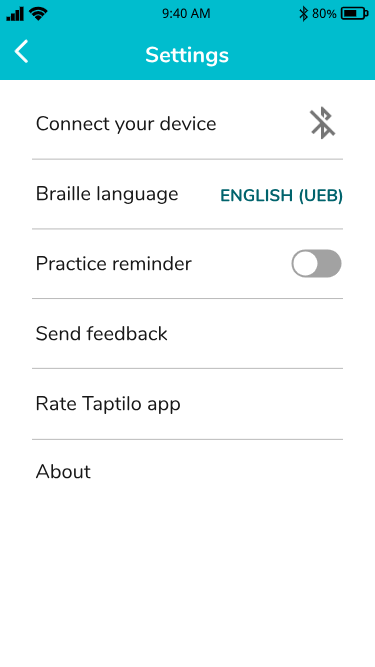 9:40 AM 80%
Settings
Connect your device
Braille language ENGLISH (UEB)
Practice reminder
Send feedback
Rate Taptilo app
About